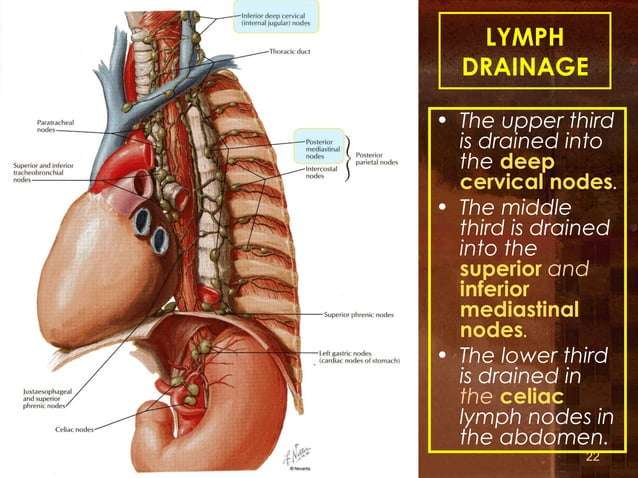 Inferior deep cervical
(internal jugular) nodes
Thoracic duct
Paratracheal
nodes
Superior and inferior
tracheobronchial
nodes
Posterior
mediastinal
nodes
Intercostal
nodes
Posterior
parietal nodes
Superior phrenic nodes
Left gastric nodes
(cardiac nodes of stomach)
Juxtaesophageal
and superior
phrenic nodes
Celiac nodes
© Novartis
LYMPH
DRAINAGE
• The upper third
is drained into
the deep
cervical nodes.
• The middle
third is drained
into the
superior and
inferior
mediastinal
nodes.
• The lower third
is drained in
the celiac
lymph nodes in
the abdomen.
22